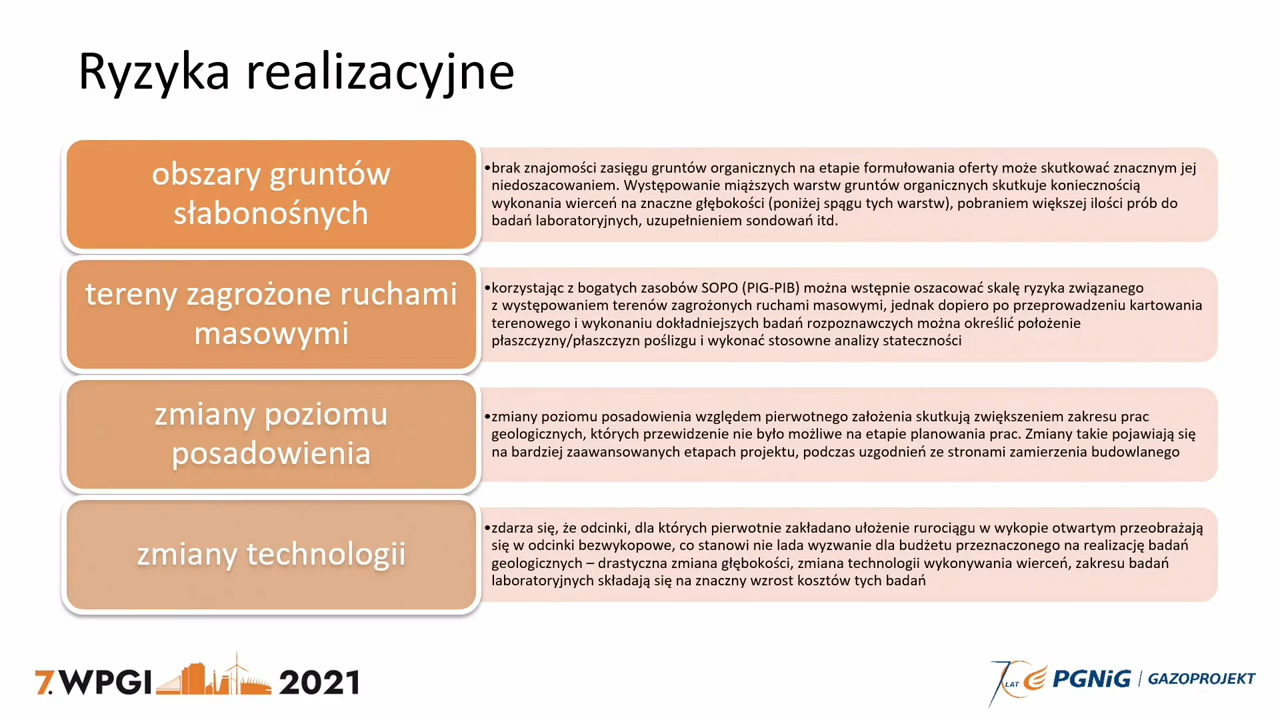 Ryzyka realizacyjne
obszary gruntów
słabonośnych
•brak znajomości zasięgu gruntów organicznych na etapie formułowania oferty może skutkować znacznym jej
niedoszacowaniem. Występowanie miąższych warstw gruntów organicznych skutkuje koniecznością
wykonania wierceń na znaczne głębokości (poniżej spągu tych warstw), pobraniem większej ilości prób do
badań laboratoryjnych, uzupełnieniem sondowań itd.
tereny zagrożone ruchami
masowymi
•korzystając z bogatych zasobów SOPO (PIG-PIB) można wstępnie oszacować skalę ryzyka związanego
z występowaniem terenów zagrożonych ruchami masowymi, jednak dopiero po przeprowadzeniu kartowania
terenowego i wykonaniu dokładniejszych badań rozpoznawczych można określić położenie
płaszczyzny/płaszczyzn poślizgu i wykonać stosowne analizy stateczności
zmiany poziomu
posadowienia
•zmiany poziomu posadowienia względem pierwotnego założenia skutkują zwiększeniem zakresu prac
geologicznych, których przewidzenie nie było możliwe na etapie planowania prac. Zmiany takie pojawiają się
na bardziej zaawansowanych etapach projektu, podczas uzgodnień ze stronami zamierzenia budowlanego
zmiany technologii
•zdarza się, że odcinki, dla których pierwotnie zakładano ułożenie rurociągu w wykopie otwartym przeobrażają
się w odcinki bezwykopowe, co stanowi nie lada wyzwanie dla budżetu przeznaczonego na realizację badań
geologicznych – drastyczna zmiana głębokości, zmiana technologii wykonywania wierceń, zakresu badań
laboratoryjnych składają się na znaczny wzrost kosztów tych badań
7. WPGI 2021
70 LAT PGNiG | GAZOPROJEKT